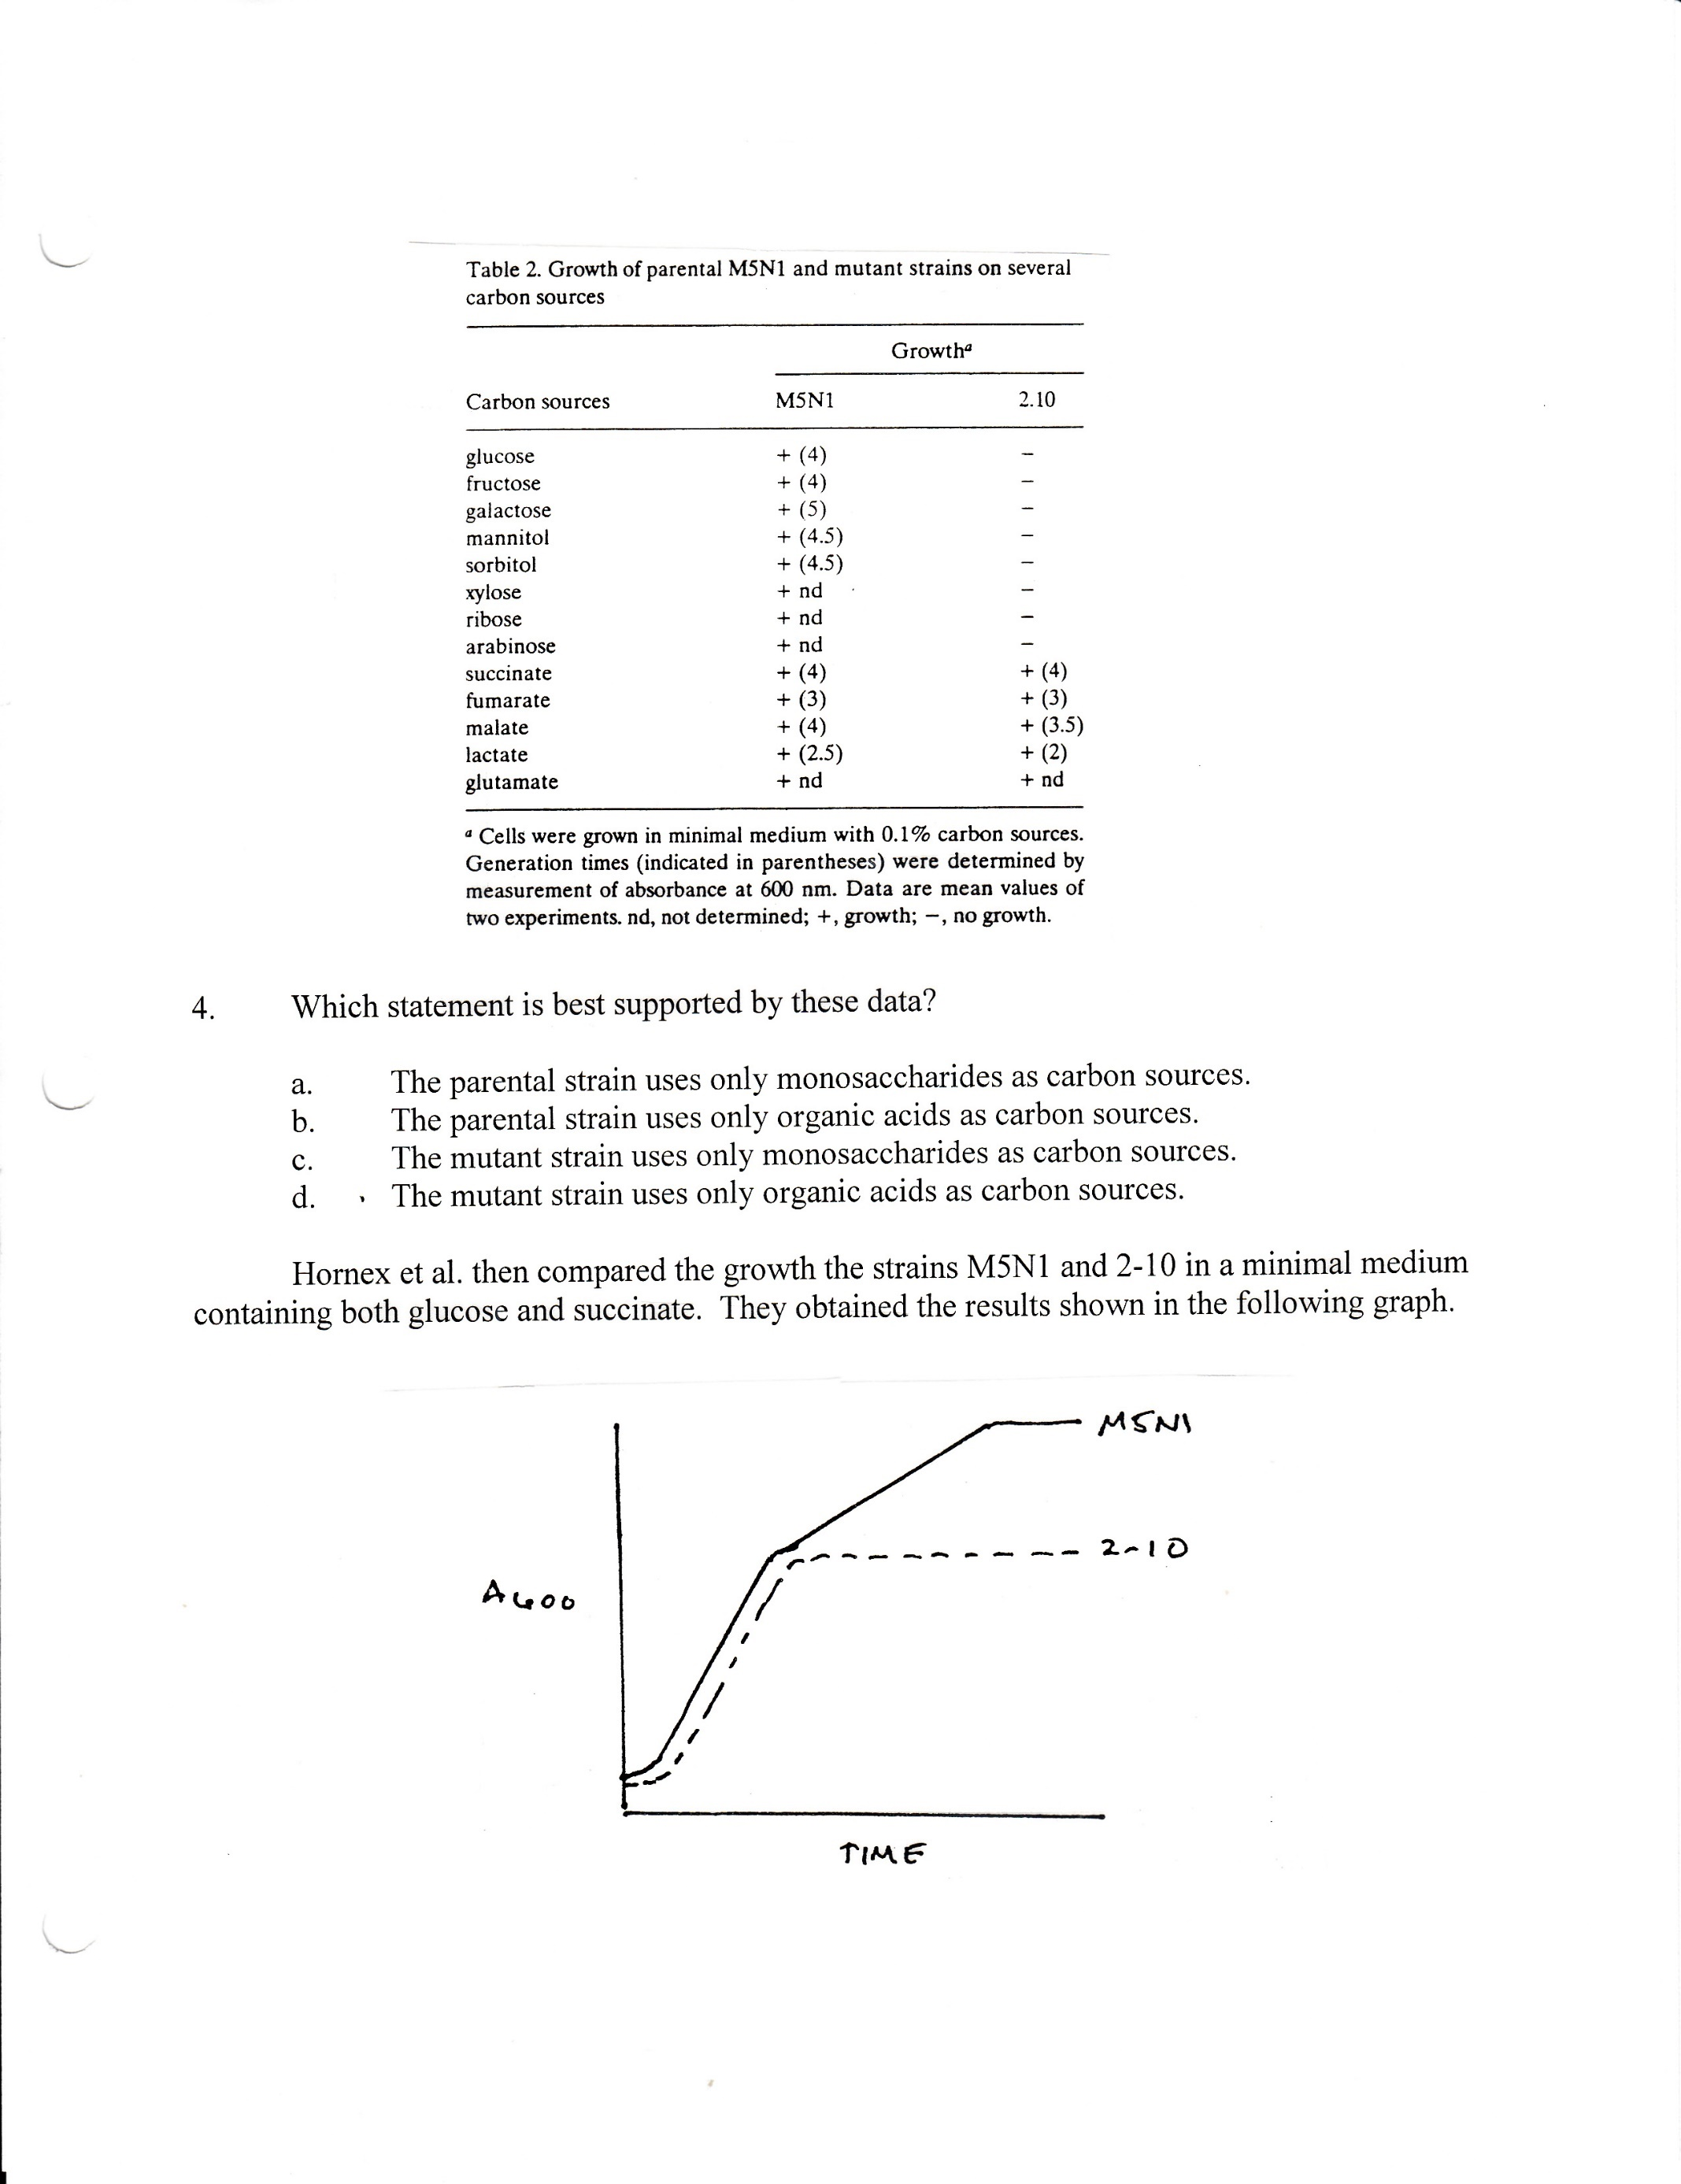 Table 2. Growth of parental M5N1 and mutant strains on several
carbon sources
Growthᵃ
Carbon sources M5N1 2.10
glucose + (4) −
fructose + (4) −
galactose + (5) −
mannitol + (4.5) −
sorbitol + (4.5) −
xylose + nd −
ribose + nd −
arabinose + nd −
succinate + (4) + (4)
fumarate + (3) + (3)
malate + (4) + (3.5)
lactate + (2.5) + (2)
glutamate + nd + nd
ᵃ Cells were grown in minimal medium with 0.1% carbon sources.
Generation times (indicated in parentheses) were determined by
measurement of absorbance at 600 nm. Data are mean values of
two experiments. nd, not determined; +, growth; −, no growth.
4. Which statement is best supported by these data?
a. The parental strain uses only monosaccharides as carbon sources.
b. The parental strain uses only organic acids as carbon sources.
c. The mutant strain uses only monosaccharides as carbon sources.
d. The mutant strain uses only organic acids as carbon sources.
Hornex et al. then compared the growth the strains M5N1 and 2-10 in a minimal medium
containing both glucose and succinate. They obtained the results shown in the following graph.
M5N1
2-10
A600
TIME